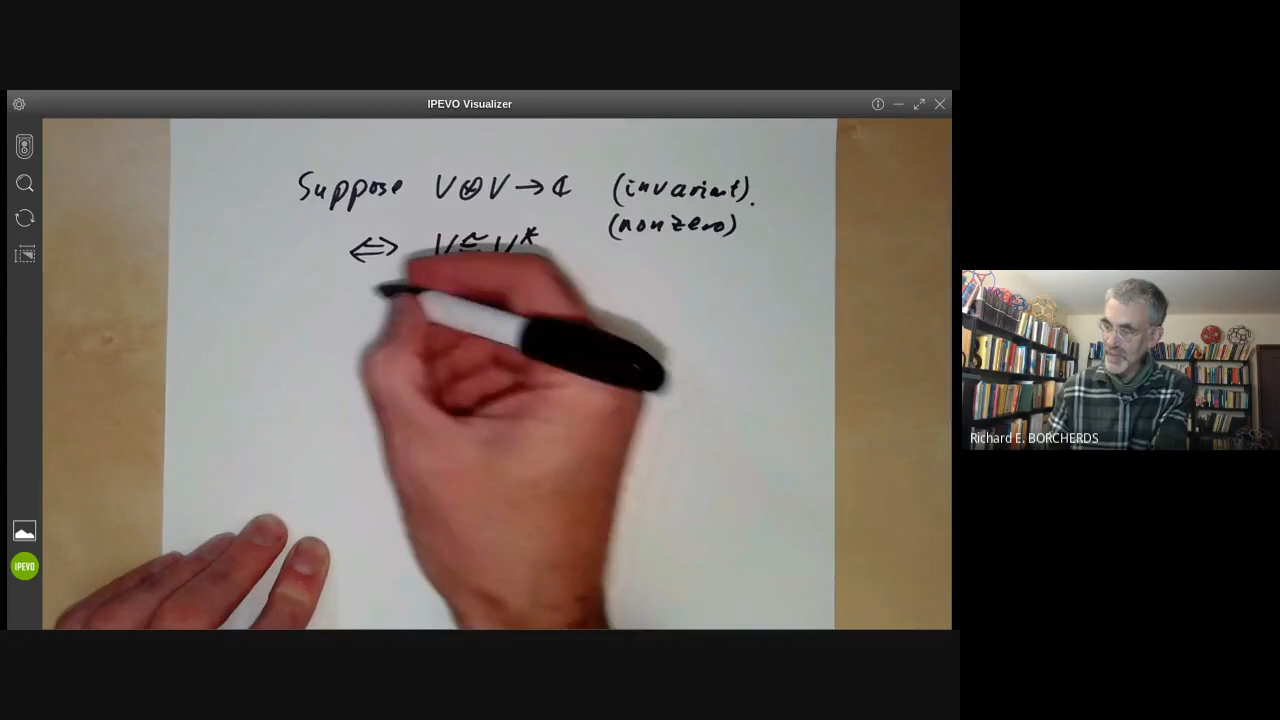 IPEVO Visualizer
Suppose V⊗V → ℂ (invariant).
(nonzero)
⇔ V ≅ V*
IPEVO
Richard E. BORCHERDS